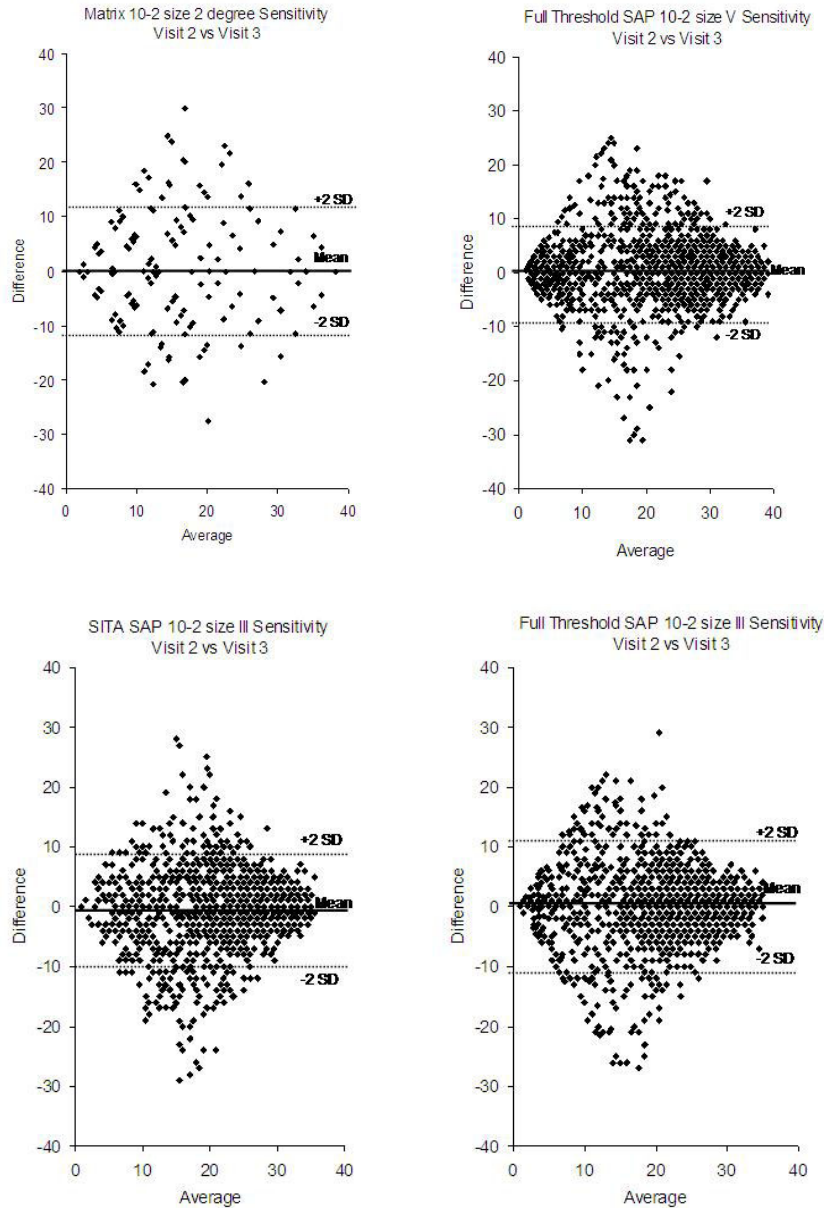 Matrix 10-2 size 2 degree Sensitivity
Visit 2 vs Visit 3
40
30
20
10
0
-10
-20
-30
-40
Difference
+2 SD
Mean
-2 SD
0 10 20 30 40
Average
Full Threshold SAP 10-2 size V Sensitivity
Visit 2 vs Visit 3
40
30
20
10
0
-10
-20
-30
-40
Difference
+2 SD
Mean
-2 SD
0 10 20 30 40
Average
SITA SAP 10-2 size III Sensitivity
Visit 2 vs Visit 3
40
30
20
10
0
-10
-20
-30
-40
Difference
+2 SD
Mean
-2 SD
0 10 20 30 40
Average
Full Threshold SAP 10-2 size III Sensitivity
Visit 2 vs Visit 3
40
30
20
10
0
-10
-20
-30
-40
Difference
+2 SD
Mean
-2 SD
0 10 20 30 40
Average